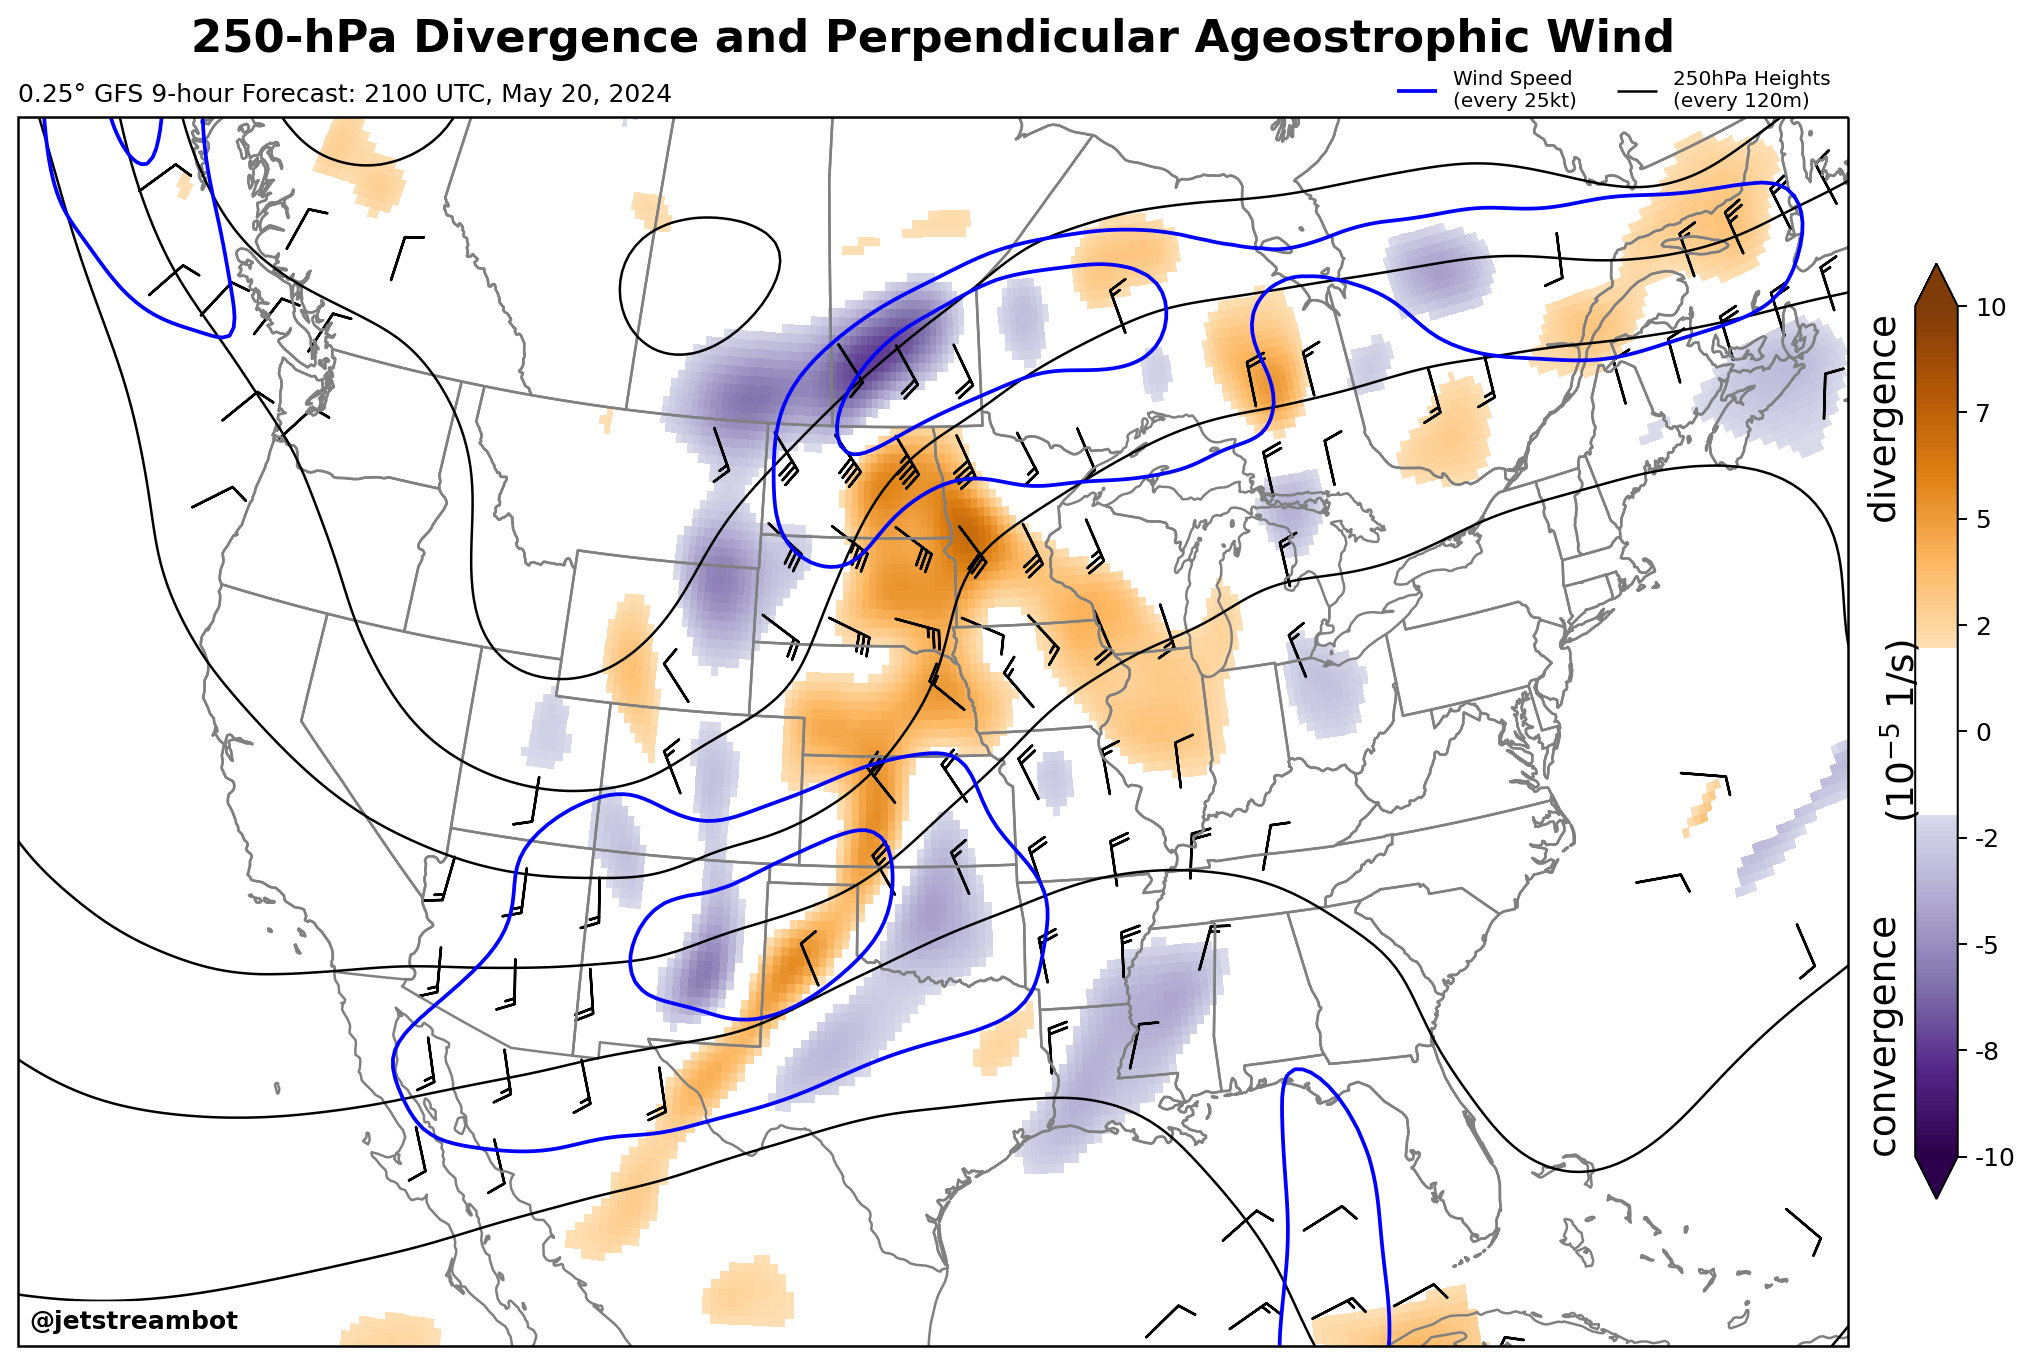 250-hPa Divergence and Perpendicular Ageostrophic Wind
0.25° GFS 9-hour Forecast: 2100 UTC, May 20, 2024
Wind Speed
(every 25kt)
250hPa Heights
(every 120m)
10
7
5
2
0
-2
-5
-8
-10
convergence
(10⁻⁵ 1/s)
divergence
@jetstreambot